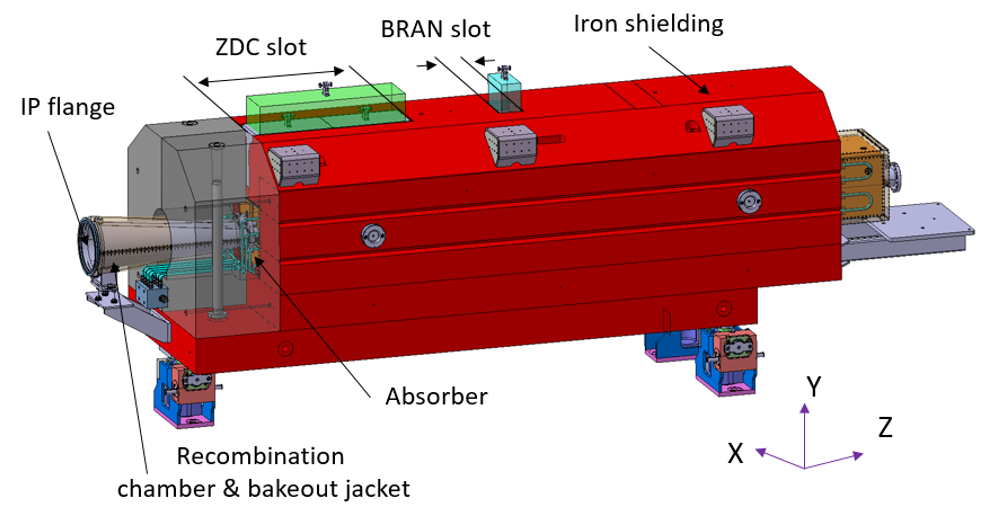 Iron shielding
BRAN slot
ZDC slot
IP flange
Absorber
Recombination
chamber & bakeout jacket
Y
Z
X